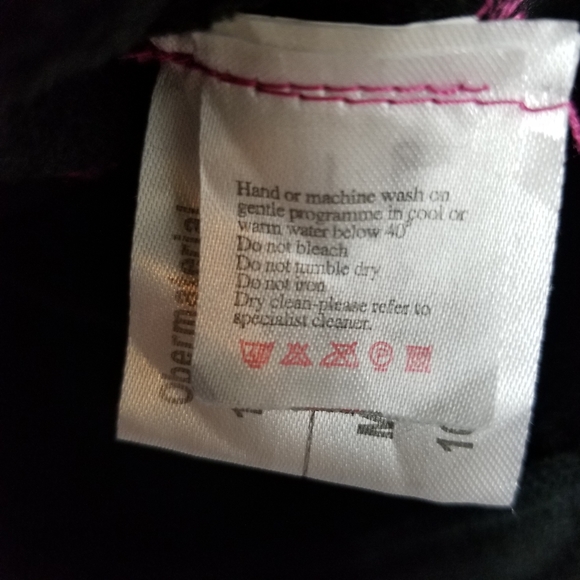 Hand or machine wash on
gentle programme in cool or
warm water below 40°
Do not bleach
Do not tumble dry
Do not iron
Dry clean-please refer to
specialist cleaner.
Obermaterial